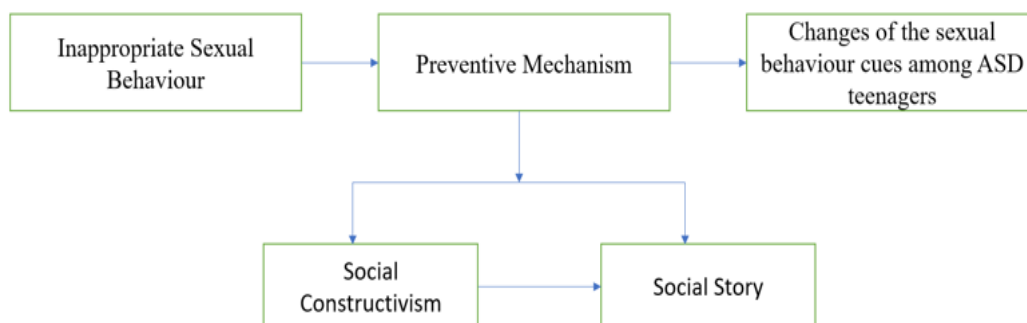 Inappropriate Sexual
Behaviour
Preventive Mechanism
Changes of the sexual
behaviour cues among ASD
teenagers
Social
Constructivism
Social Story